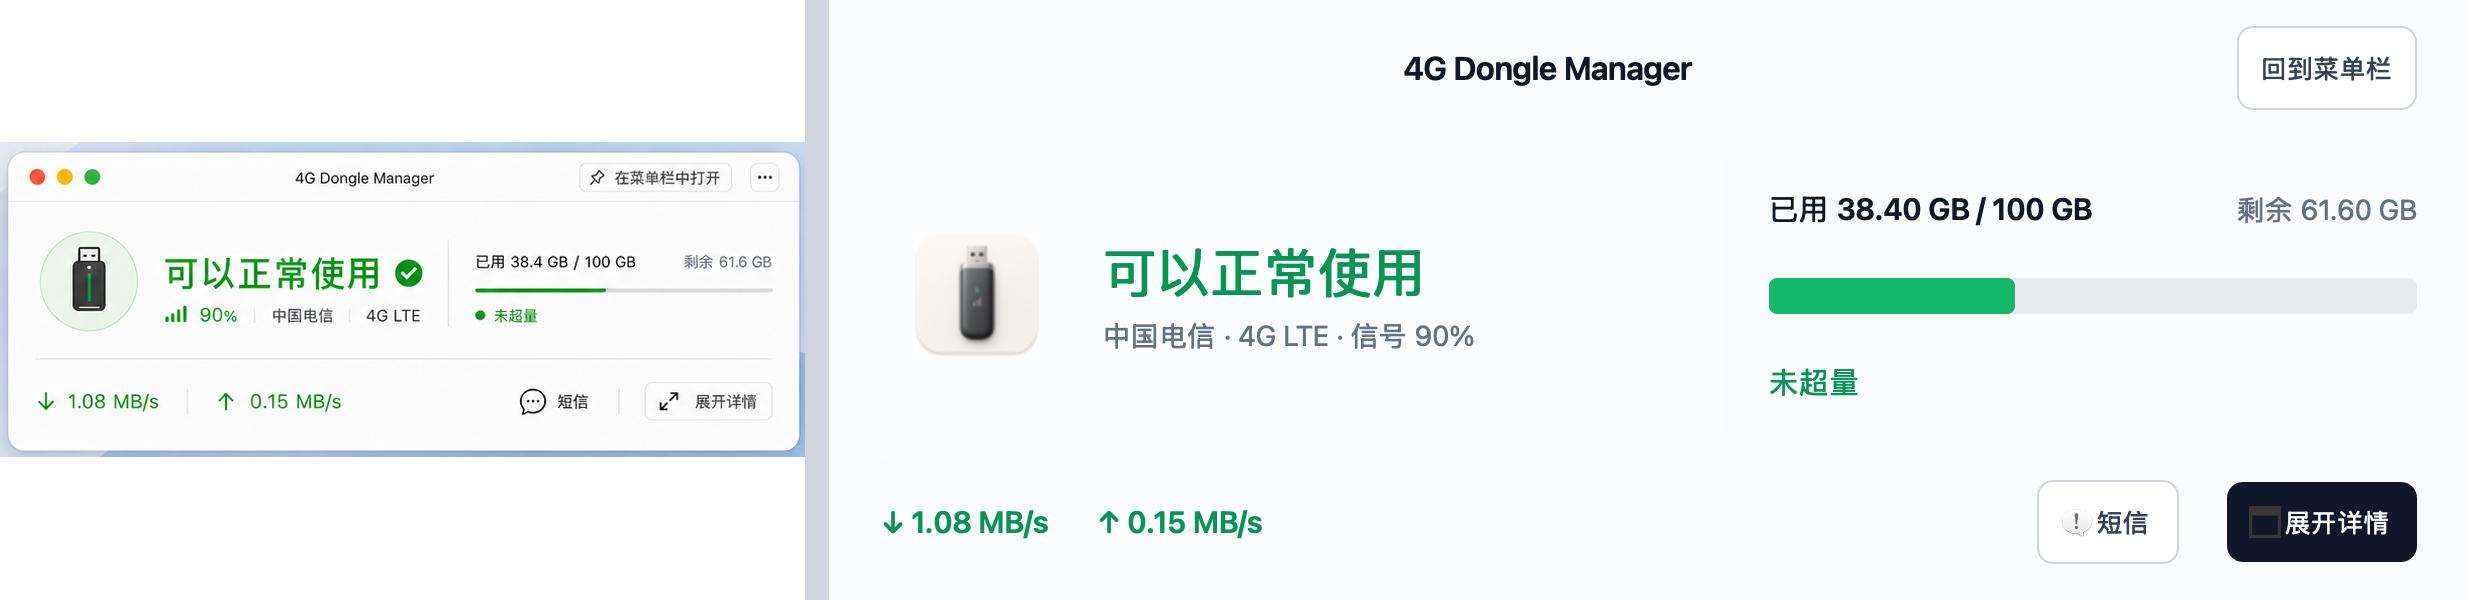 4G Dongle Manager
在菜单栏中打开
可以正常使用
90%
中国电信
4G LTE
已用 38.4 GB / 100 GB
剩余 61.6 GB
未超量
↓ 1.08 MB/s
↑ 0.15 MB/s
短信
展开详情
4G Dongle Manager
回到菜单栏
可以正常使用
中国电信 · 4G LTE · 信号 90%
已用 38.40 GB / 100 GB
剩余 61.60 GB
未超量
↓ 1.08 MB/s
↑ 0.15 MB/s
短信
展开详情